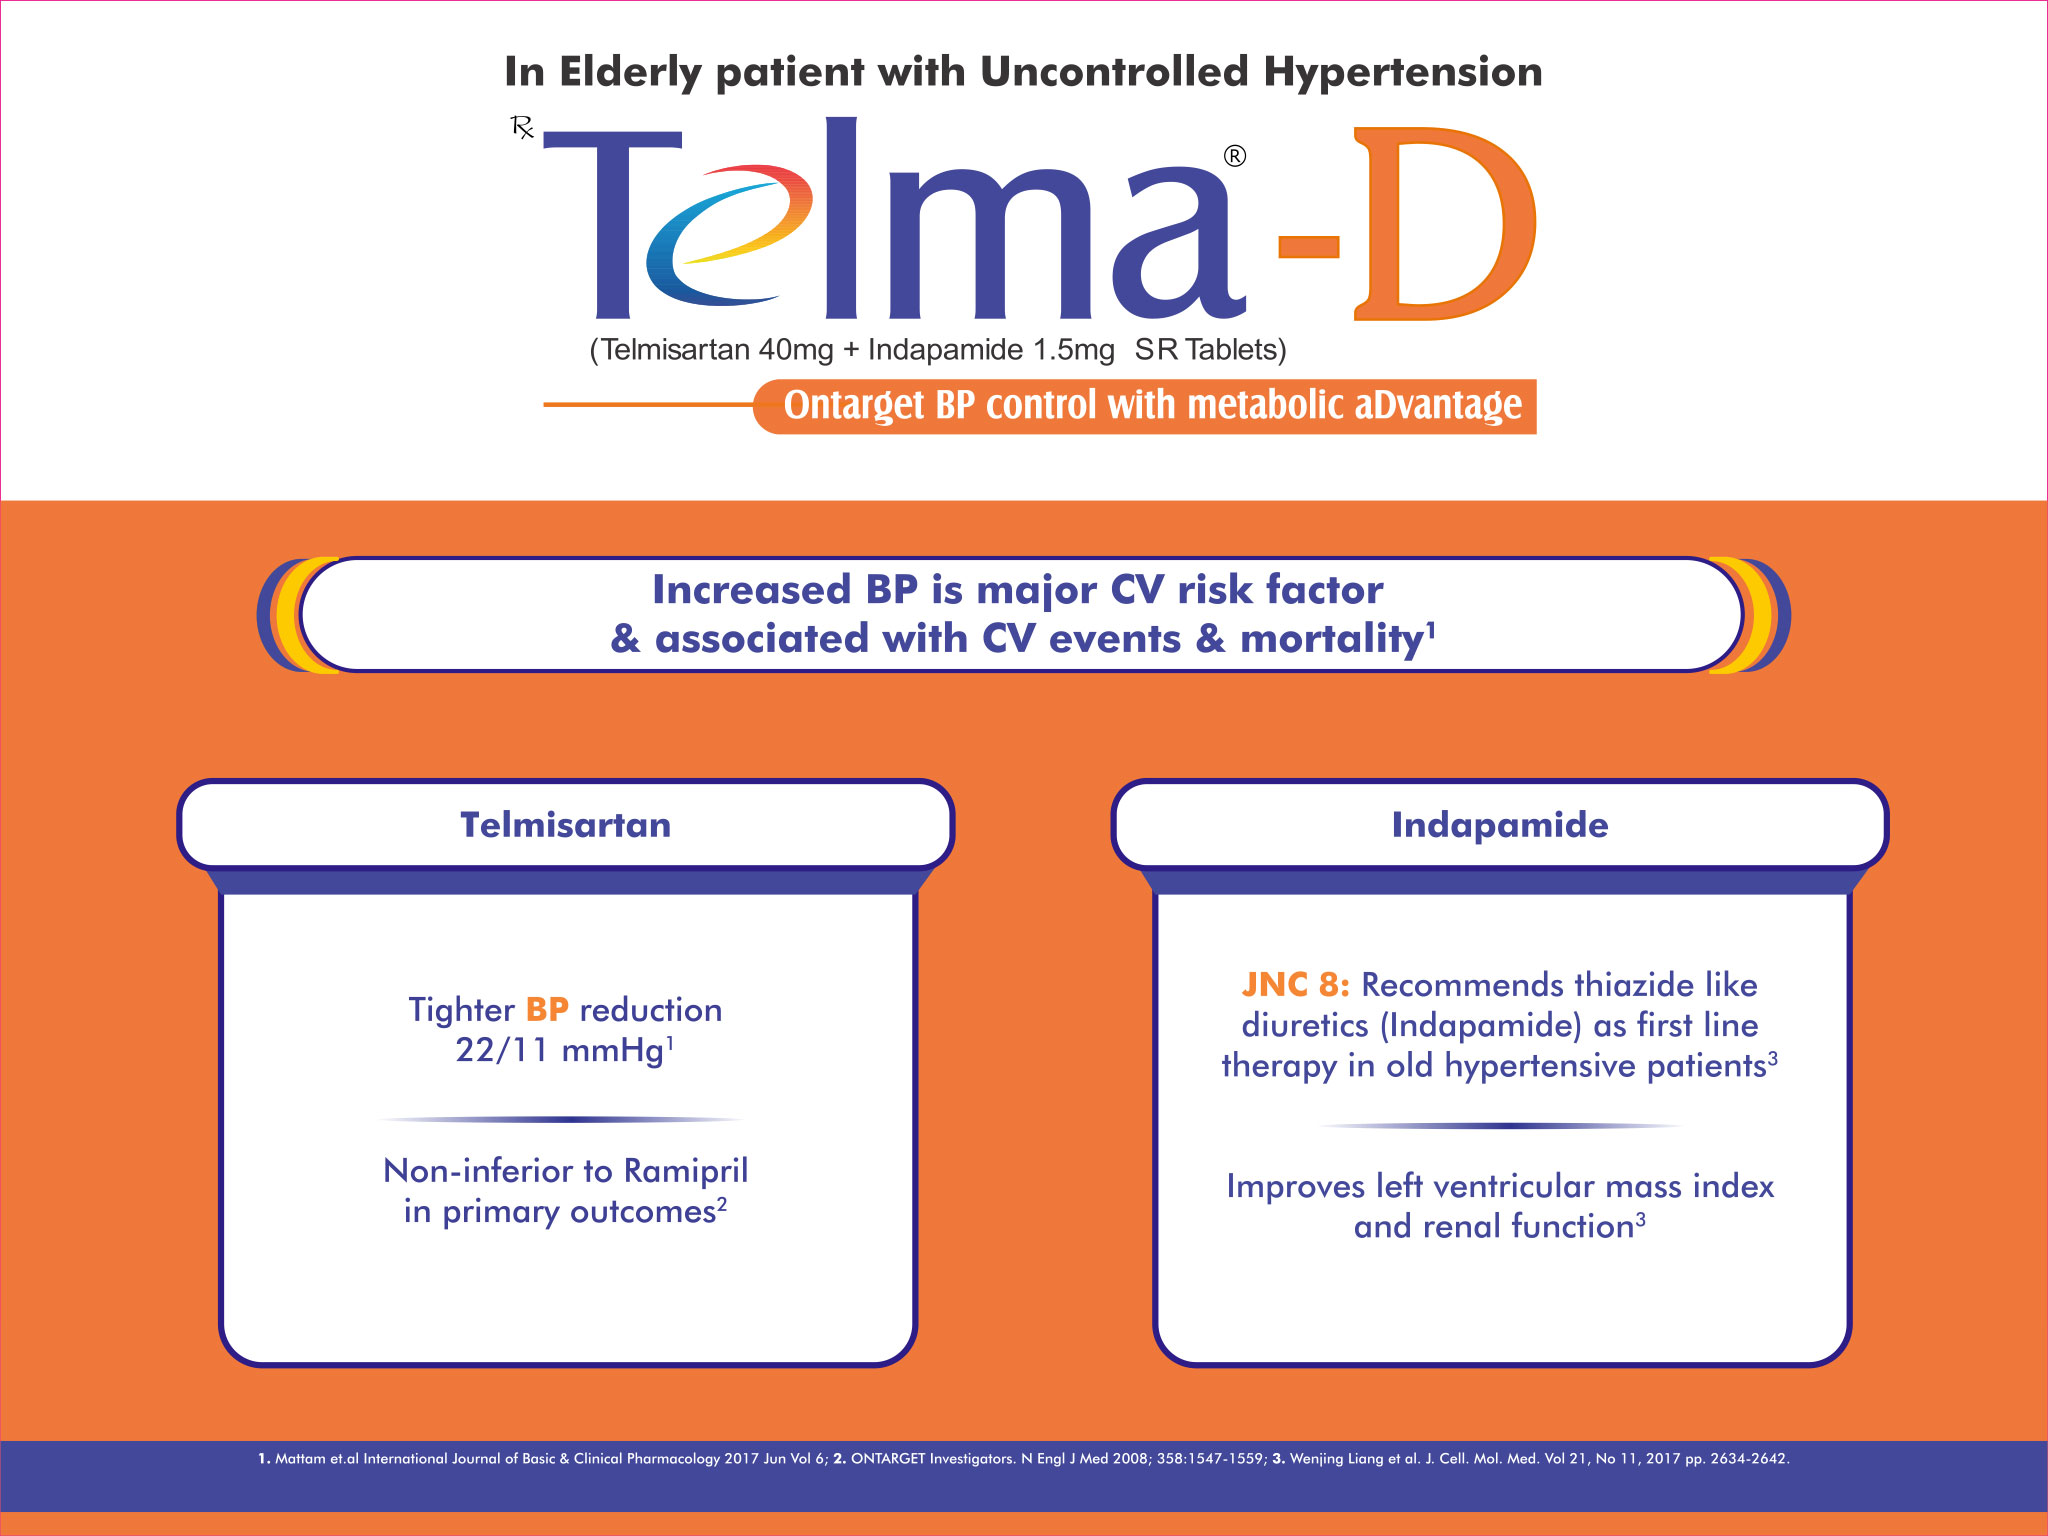 In Elderly patient with Uncontrolled Hypertension
Rx Telma®-D
(Telmisartan 40mg + Indapamide 1.5mg SR Tablets)
Ontarget BP control with metabolic aDvantage
Increased BP is major CV risk factor
& associated with CV events & mortality¹
Telmisartan
Tighter BP reduction
22/11 mmHg¹
Non-inferior to Ramipril
in primary outcomes²
Indapamide
JNC 8: Recommends thiazide like
diuretics (Indapamide) as first line
therapy in old hypertensive patients³
Improves left ventricular mass index
and renal function³
1. Mattam et.al International Journal of Basic & Clinical Pharmacology 2017 Jun Vol 6; 2. ONTARGET Investigators. N Engl J Med 2008; 358:1547-1559; 3. Wenjing Liang et al. J. Cell. Mol. Med. Vol 21, No 11, 2017 pp. 2634-2642.